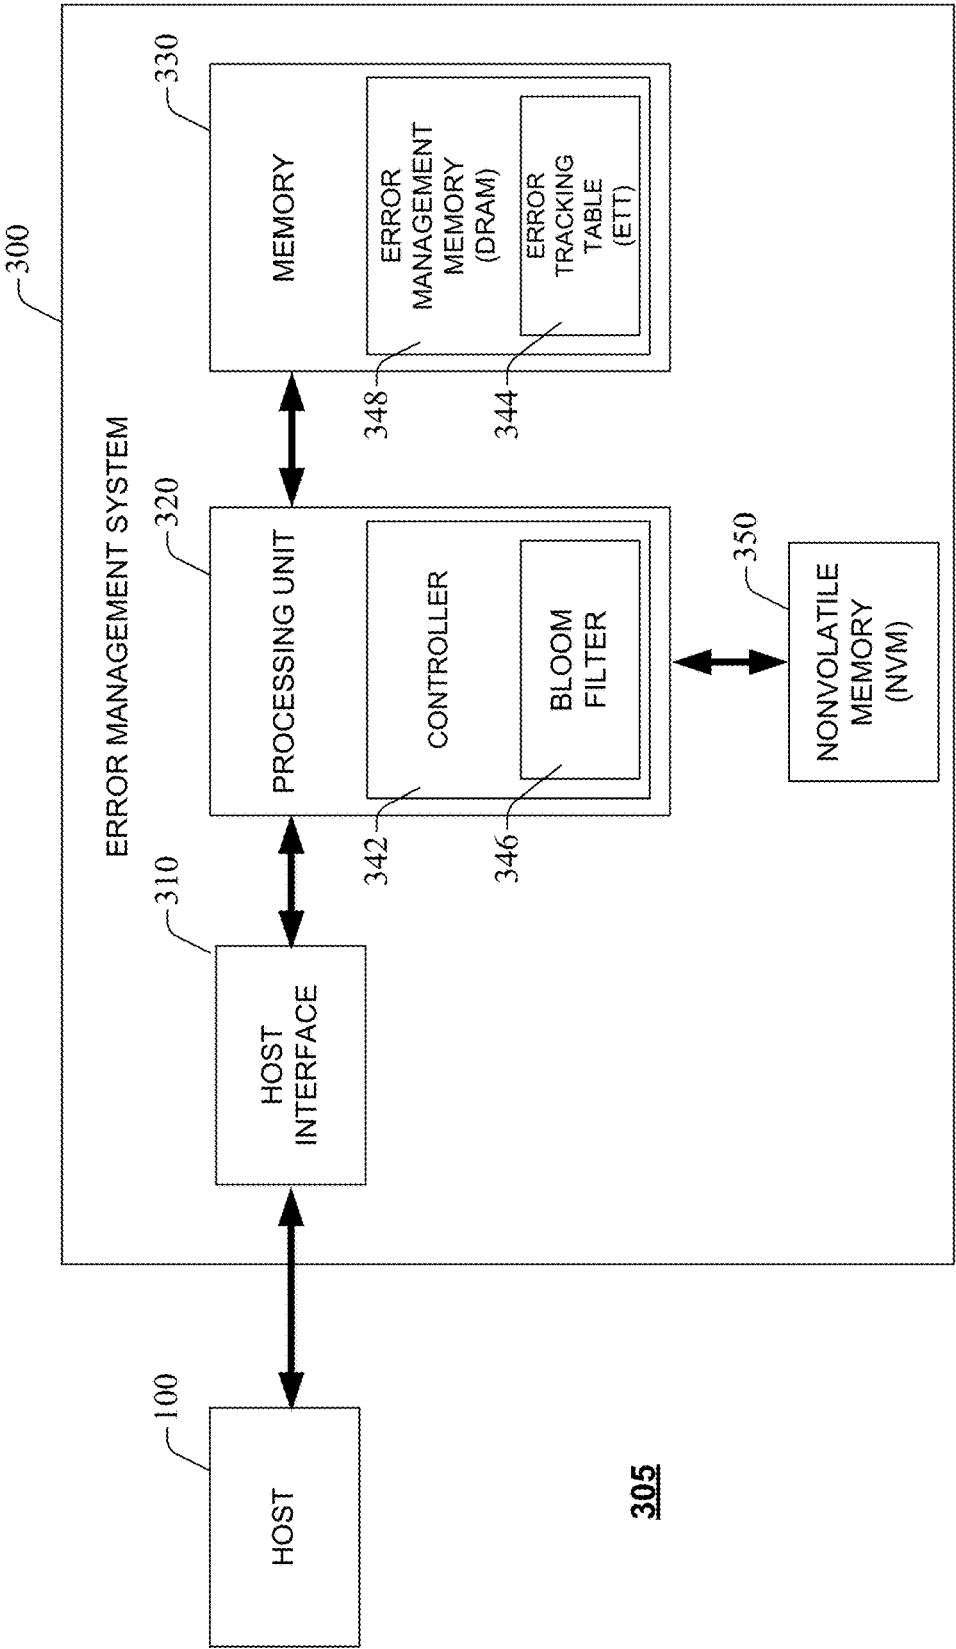 300
ERROR MANAGEMENT SYSTEM
100
HOST
310
HOST
INTERFACE
320
PROCESSING UNIT
342
CONTROLLER
346
BLOOM
FILTER
330
MEMORY
348
ERROR
MANAGEMENT
MEMORY
(DRAM)
344
ERROR
TRACKING
TABLE
(ETT)
350
NONVOLATILE
MEMORY
(NVM)
305